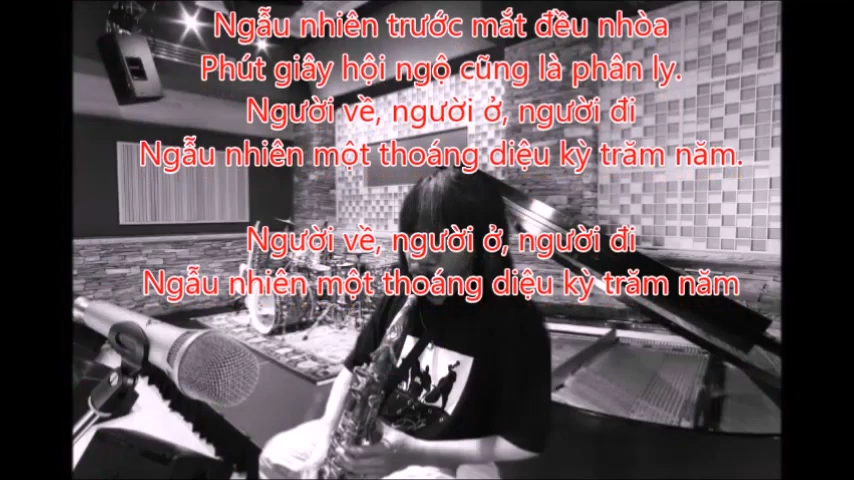 Ngẫu nhiên trước mắt đều nhòa
Phút giây hội ngộ cũng là phân ly.
Người về, người ở, người đi
Ngẫu nhiên một thoáng diệu kỳ trăm năm.
Người về, người ở, người đi
Ngẫu nhiên một thoáng diệu kỳ trăm năm